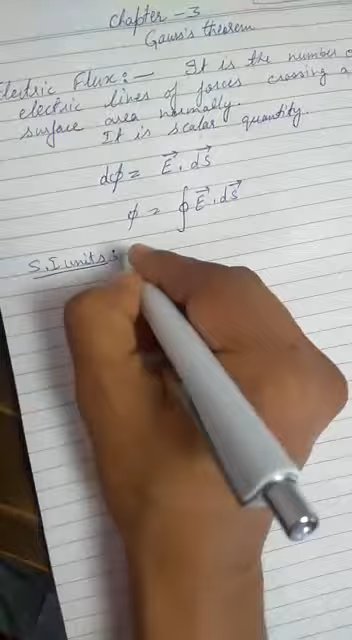 Chapter - 3
Gauss's theorem
Electric Flux :- It is the number o
electric lines of forces crossing a
surface area normally.
It is scalar quantity.
dφ = E⃗ . dS⃗
φ = ∮ E⃗ . dS⃗
S.I units :